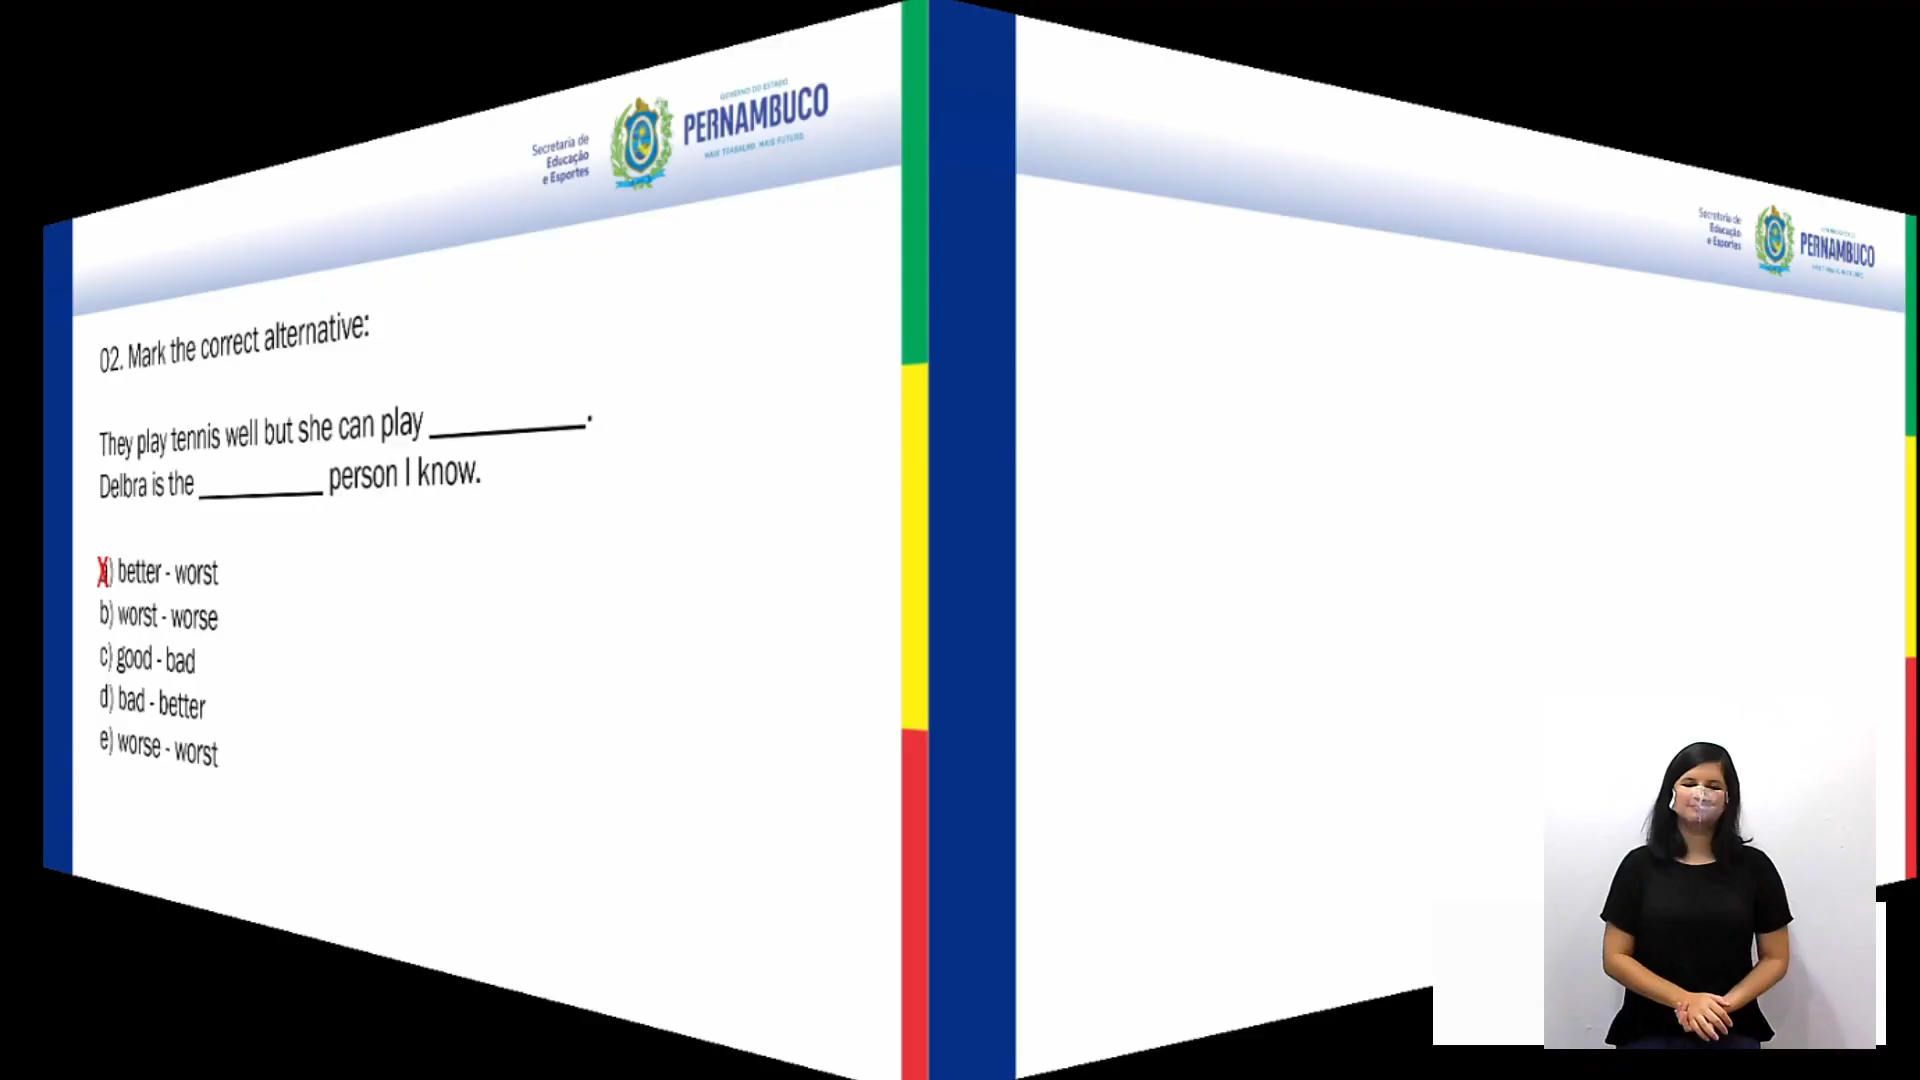 Secretaria de
Educação
e Esportes
GOVERNO DO ESTADO
PERNAMBUCO
MAIS TRABALHO, MAIS FUTURO.
02. Mark the correct alternative:
They play tennis well but she can play __________.
Delbra is the __________ person I know.
a) better - worst
b) worst - worse
c) good - bad
d) bad - better
e) worse - worst
Secretaria de
Educação
e Esportes
PERNAMBUCO